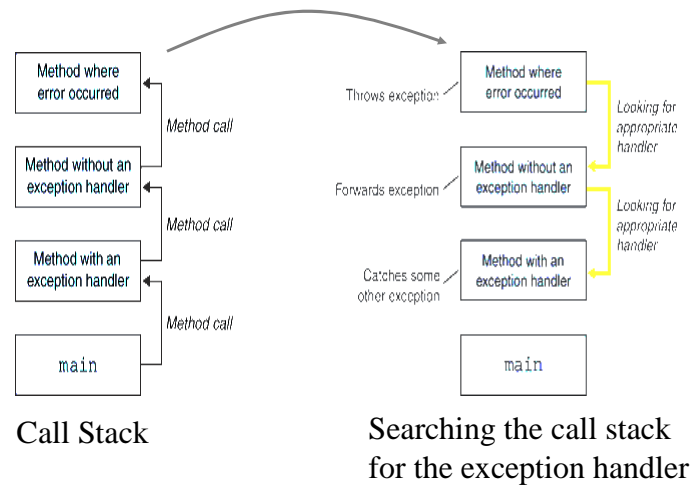 Method where
error occurred
Method call
Method without an
exception handler
Method call
Method with an
exception handler
Method call
main
Call Stack
Throws exception
Method where
error occurred
Looking for
appropriate
handler
Forwards exception
Method without an
exception handler
Looking for
appropriate
handler
Catches some
other exception
Method with an
exception handler
main
Searching the call stack
for the exception handler